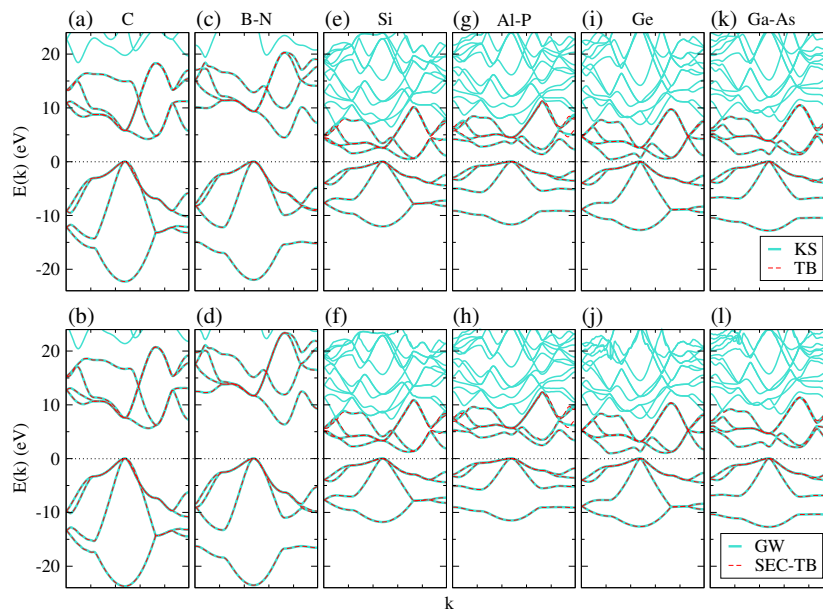 (a) C (c) B-N (e) Si (g) Al-P (i) Ge (k) Ga-As
20
10
0
-10
-20
E(k) (eV)
KS
TB
(b) (d) (f) (h) (j) (l)
20
10
0
-10
-20
E(k) (eV)
GW
SEC-TB
k